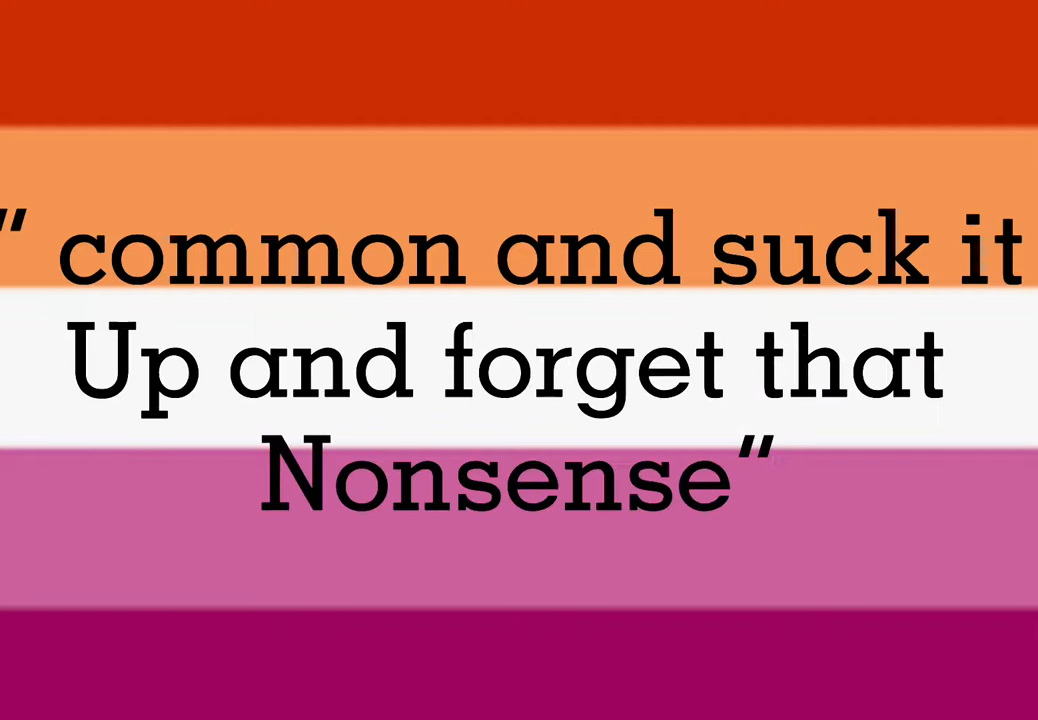 ” common and suck it
Up and forget that
Nonsense”